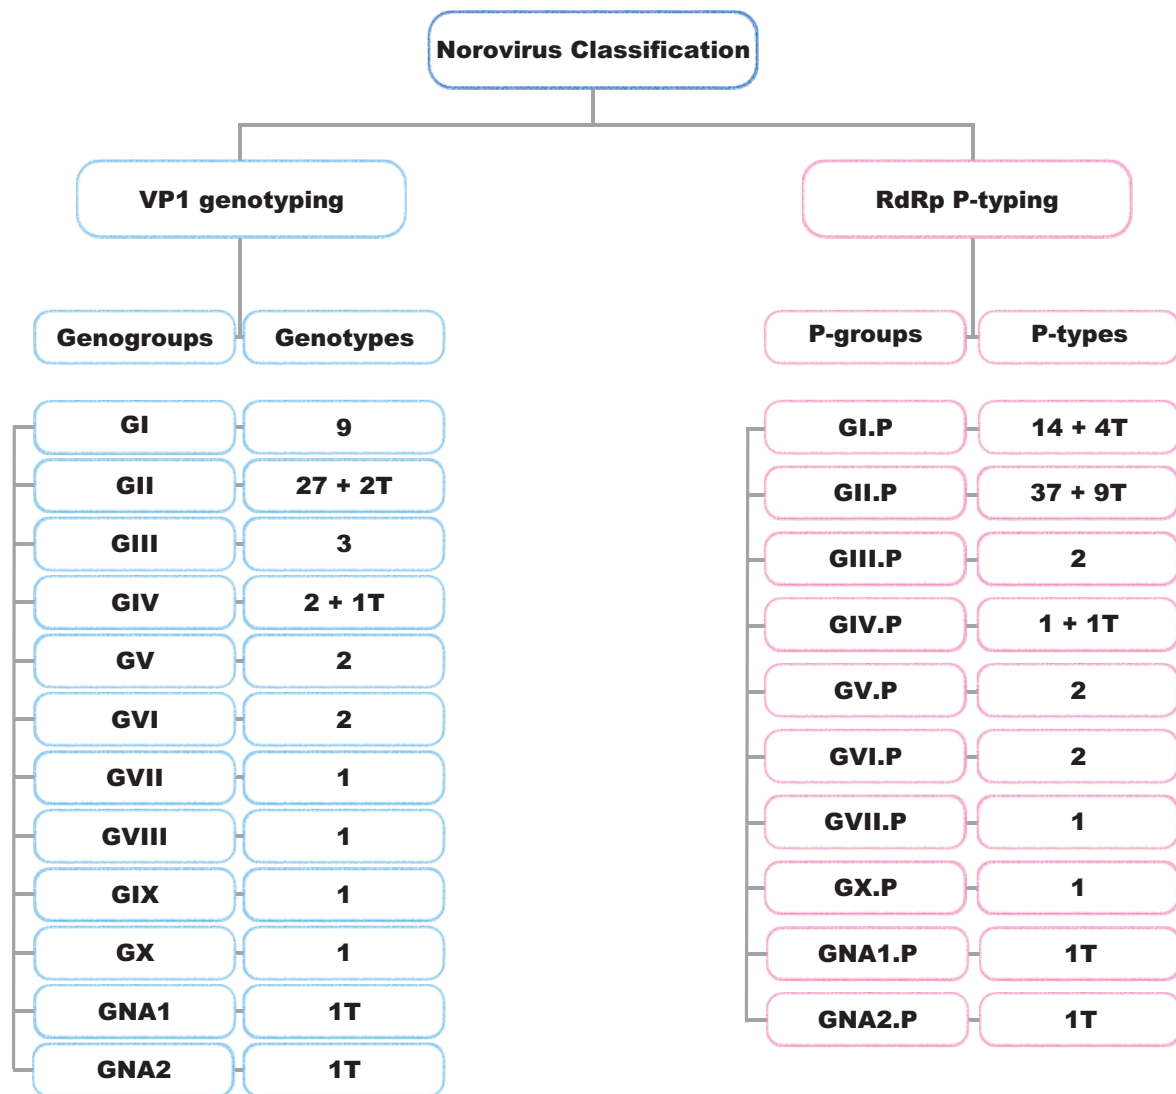 Norovirus Classification
VP1 genotyping
Genogroups Genotypes
GI 9
GII 27 + 2T
GIII 3
GIV 2 + 1T
GV 2
GVI 2
GVII 1
GVIII 1
GIX 1
GX 1
GNA1 1T
GNA2 1T
RdRp P-typing
P-groups P-types
GI.P 14 + 4T
GII.P 37 + 9T
GIII.P 2
GIV.P 1 + 1T
GV.P 2
GVI.P 2
GVII.P 1
GX.P 1
GNA1.P 1T
GNA2.P 1T